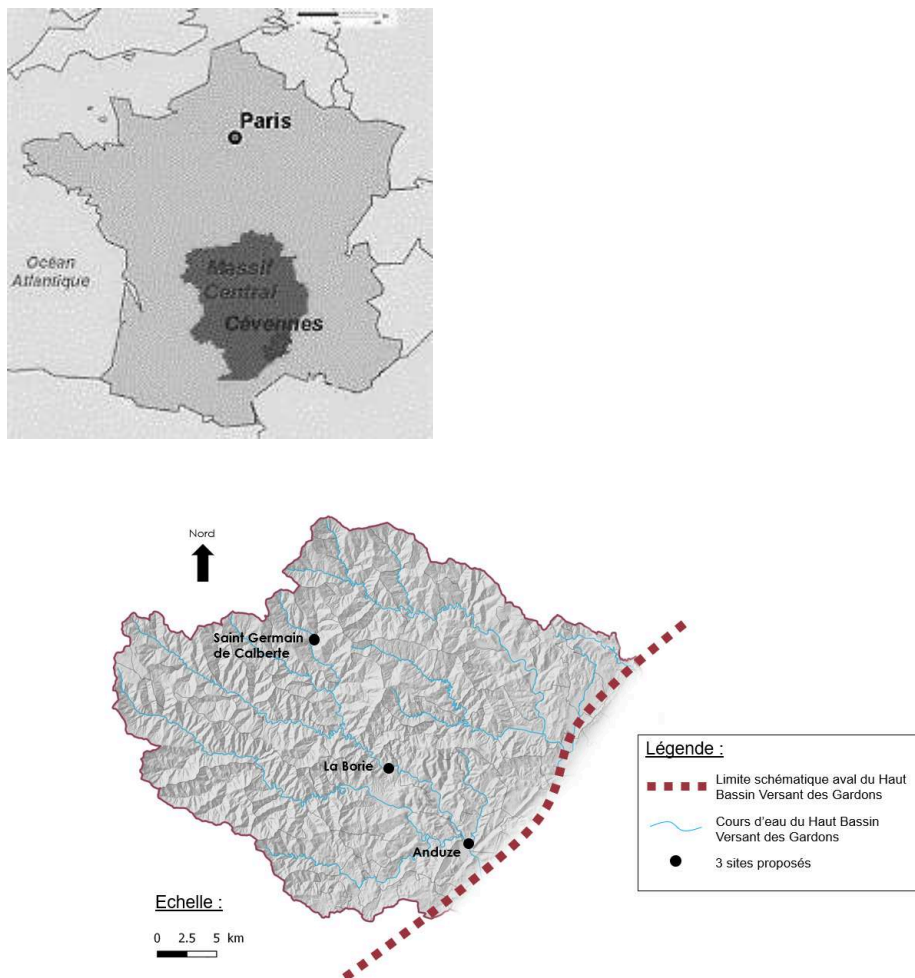 Paris
Océan
Atlantique
Massif
Central
Cévennes
Nord
Saint Germain
de Calberte
La Borie
Anduze
Echelle :
0 2.5 5 km
Légende :
Limite schématique aval du Haut
Bassin Versant des Gardons
Cours d'eau du Haut Bassin
Versant des Gardons
3 sites proposés